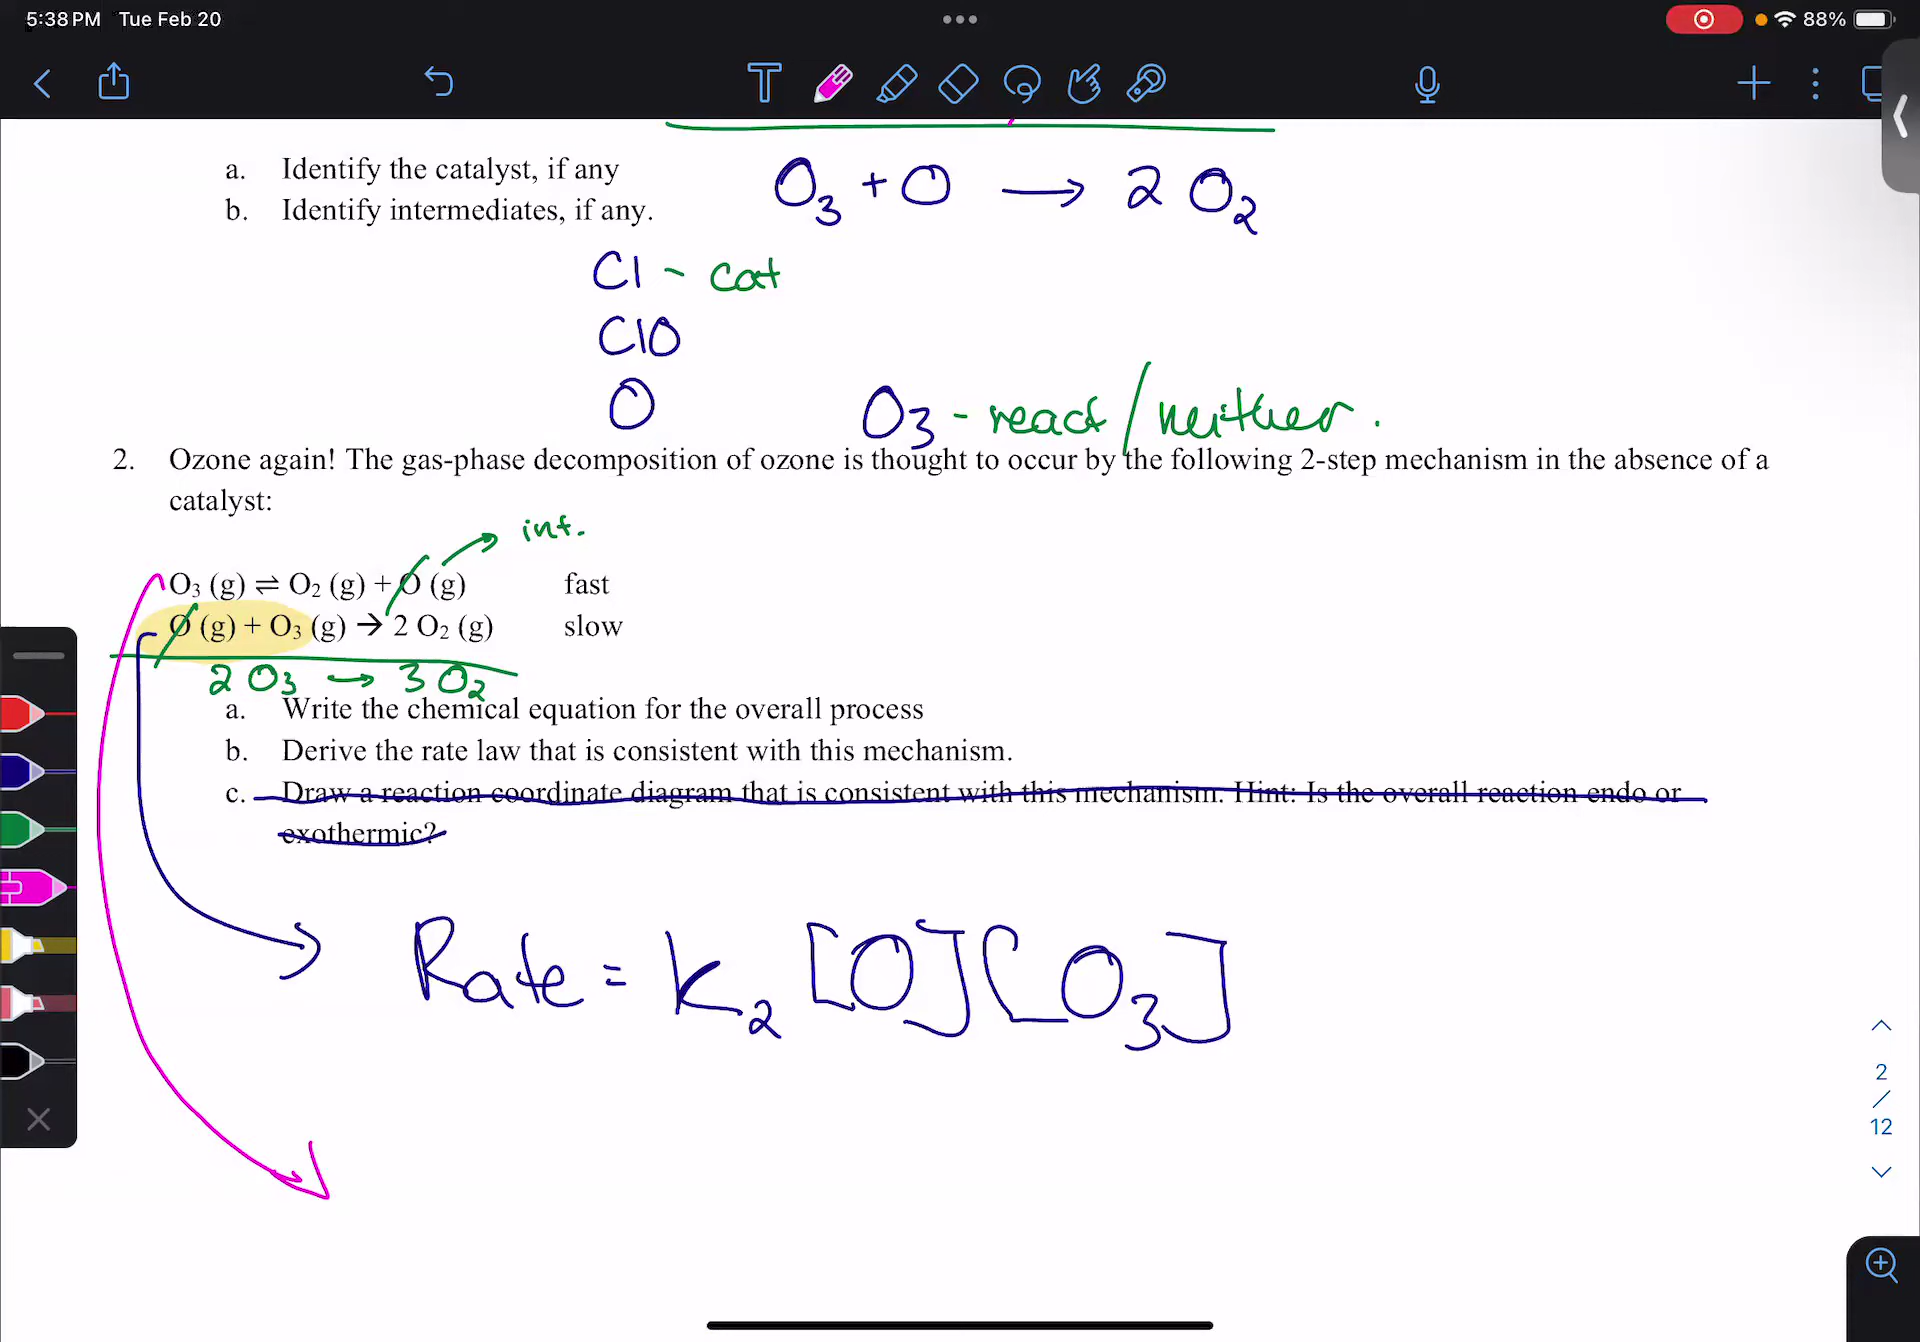 5:38 PM Tue Feb 20
88%
a. Identify the catalyst, if any
O₃ + O → 2 O₂
b. Identify intermediates, if any.
Cl - cat
ClO
O
O₃ - react / neither.
2. Ozone again! The gas-phase decomposition of ozone is thought to occur by the following 2-step mechanism in the absence of a
catalyst:
int.
O₃ (g) ⇌ O₂ (g) + O (g) fast
O (g) + O₃ (g) → 2 O₂ (g) slow
2 O₃ → 3 O₂
a. Write the chemical equation for the overall process
b. Derive the rate law that is consistent with this mechanism.
c. Draw a reaction coordinate diagram that is consistent with this mechanism. Hint: Is the overall reaction endo or
exothermic?
Rate = k₂ [O][O₃]
2
/
12